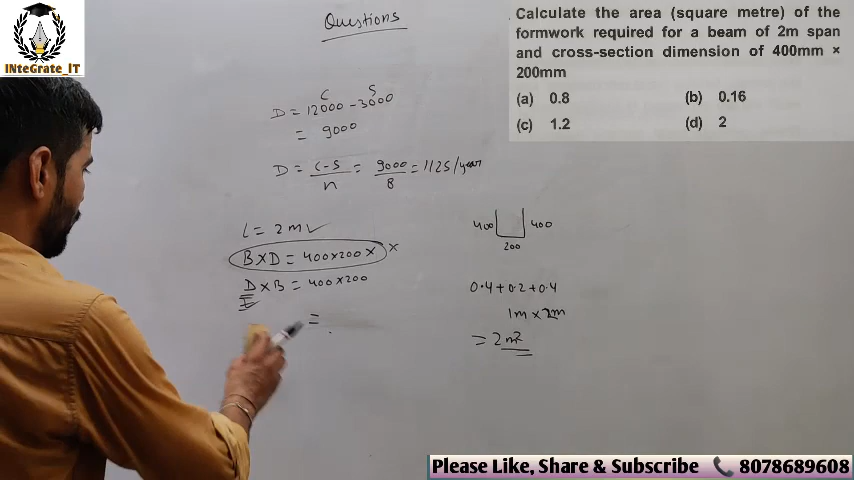 INteGrate_IT
Questions
Calculate the area (square metre) of the
formwork required for a beam of 2m span
and cross-section dimension of 400mm ×
200mm
(a) 0.8 (b) 0.16
(c) 1.2 (d) 2
C S
D = 12000 - 3000
= 9000
D = C-S / n = 9000 / 8 = 1125/year
L = 2m ✓
B×D = 400×200 × ×
D×B = 400×200
=
400 400
200
0.4 + 0.2 + 0.4
1m × 2m
= 2m²
Please Like, Share & Subscribe 📞 8078689608